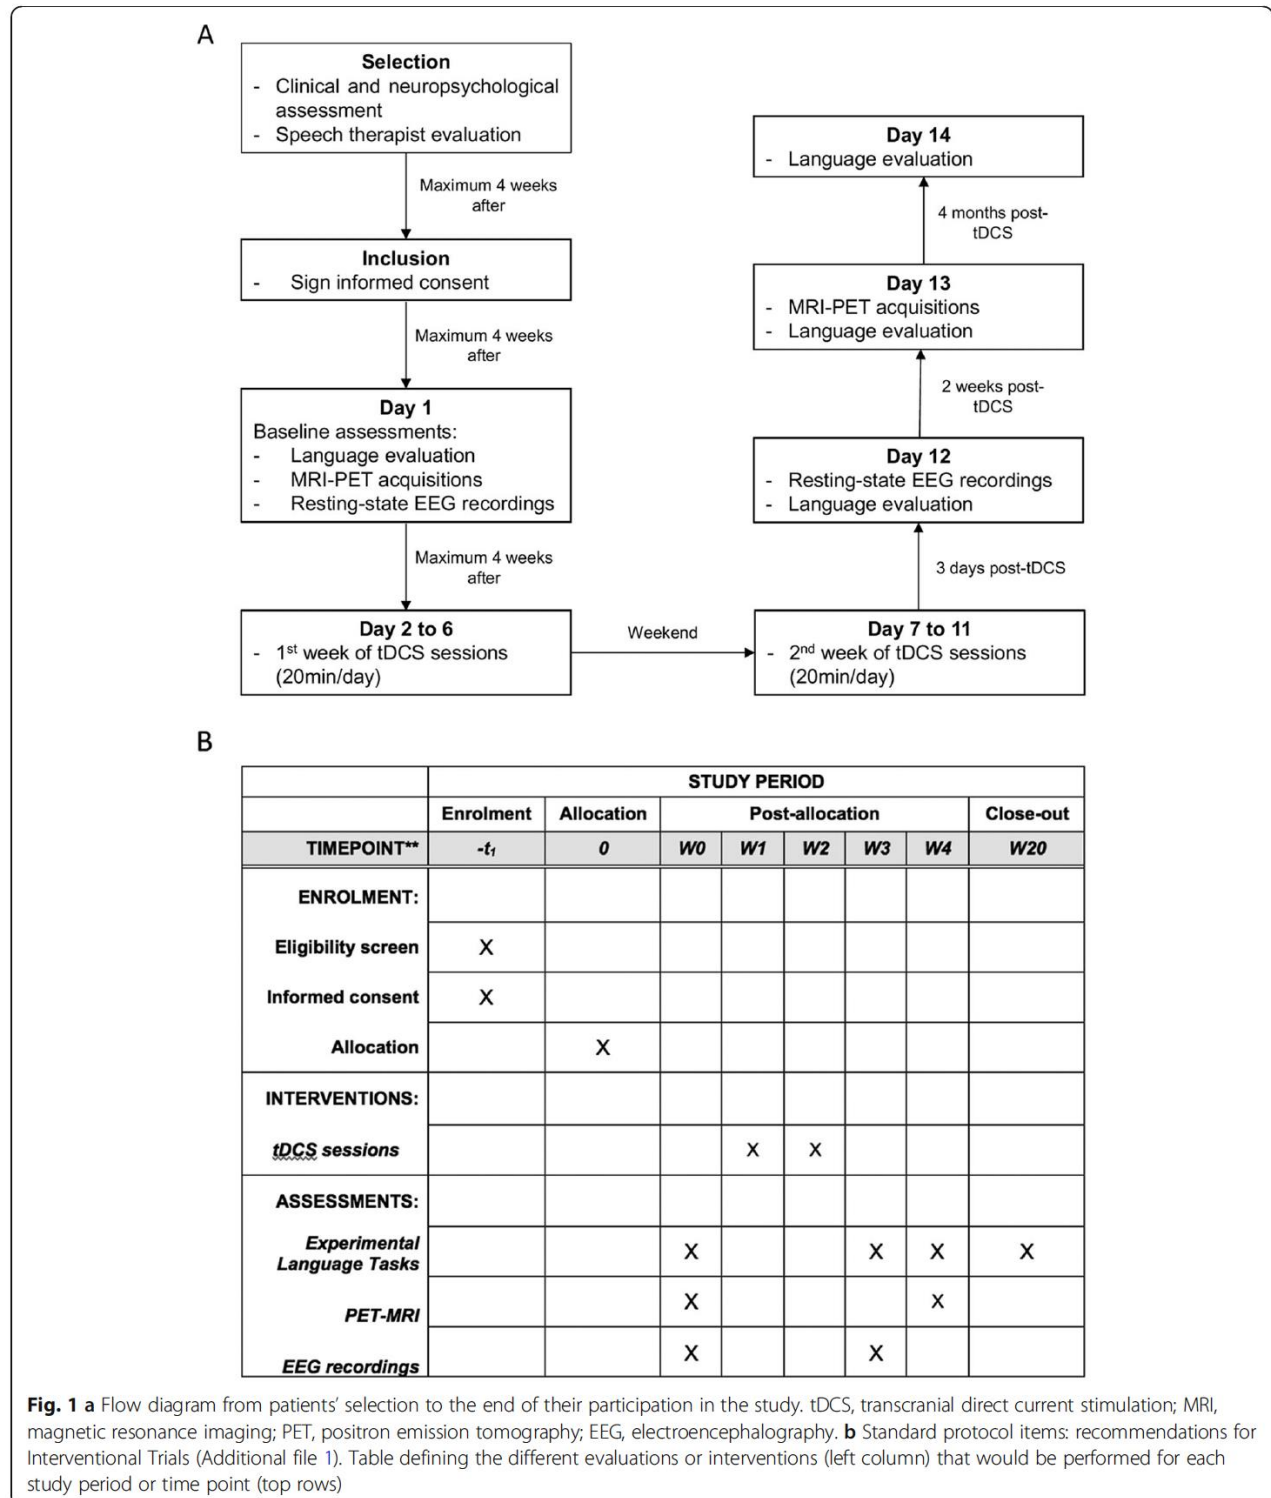 A
Selection
- Clinical and neuropsychological
assessment
- Speech therapist evaluation
Maximum 4 weeks
after
Inclusion
- Sign informed consent
Maximum 4 weeks
after
Day 1
Baseline assessments:
- Language evaluation
- MRI-PET acquisitions
- Resting-state EEG recordings
Maximum 4 weeks
after
Day 2 to 6
- 1st week of tDCS sessions
(20min/day)
Weekend
Day 7 to 11
- 2nd week of tDCS sessions
(20min/day)
3 days post-tDCS
Day 12
- Resting-state EEG recordings
- Language evaluation
2 weeks post-
tDCS
Day 13
- MRI-PET acquisitions
- Language evaluation
4 months post-
tDCS
Day 14
- Language evaluation
B
STUDY PERIOD
Enrolment Allocation Post-allocation Close-out
TIMEPOINT** -t1 0 W0 W1 W2 W3 W4 W20
ENROLMENT:
Eligibility screen X
Informed consent X
Allocation X
INTERVENTIONS:
tDCS sessions X X
ASSESSMENTS:
Experimental
Language Tasks X X X X
PET-MRI X X
EEG recordings X X
Fig. 1 a Flow diagram from patients' selection to the end of their participation in the study. tDCS, transcranial direct current stimulation; MRI,
magnetic resonance imaging; PET, positron emission tomography; EEG, electroencephalography. b Standard protocol items: recommendations for
Interventional Trials (Additional file 1). Table defining the different evaluations or interventions (left column) that would be performed for each
study period or time point (top rows)